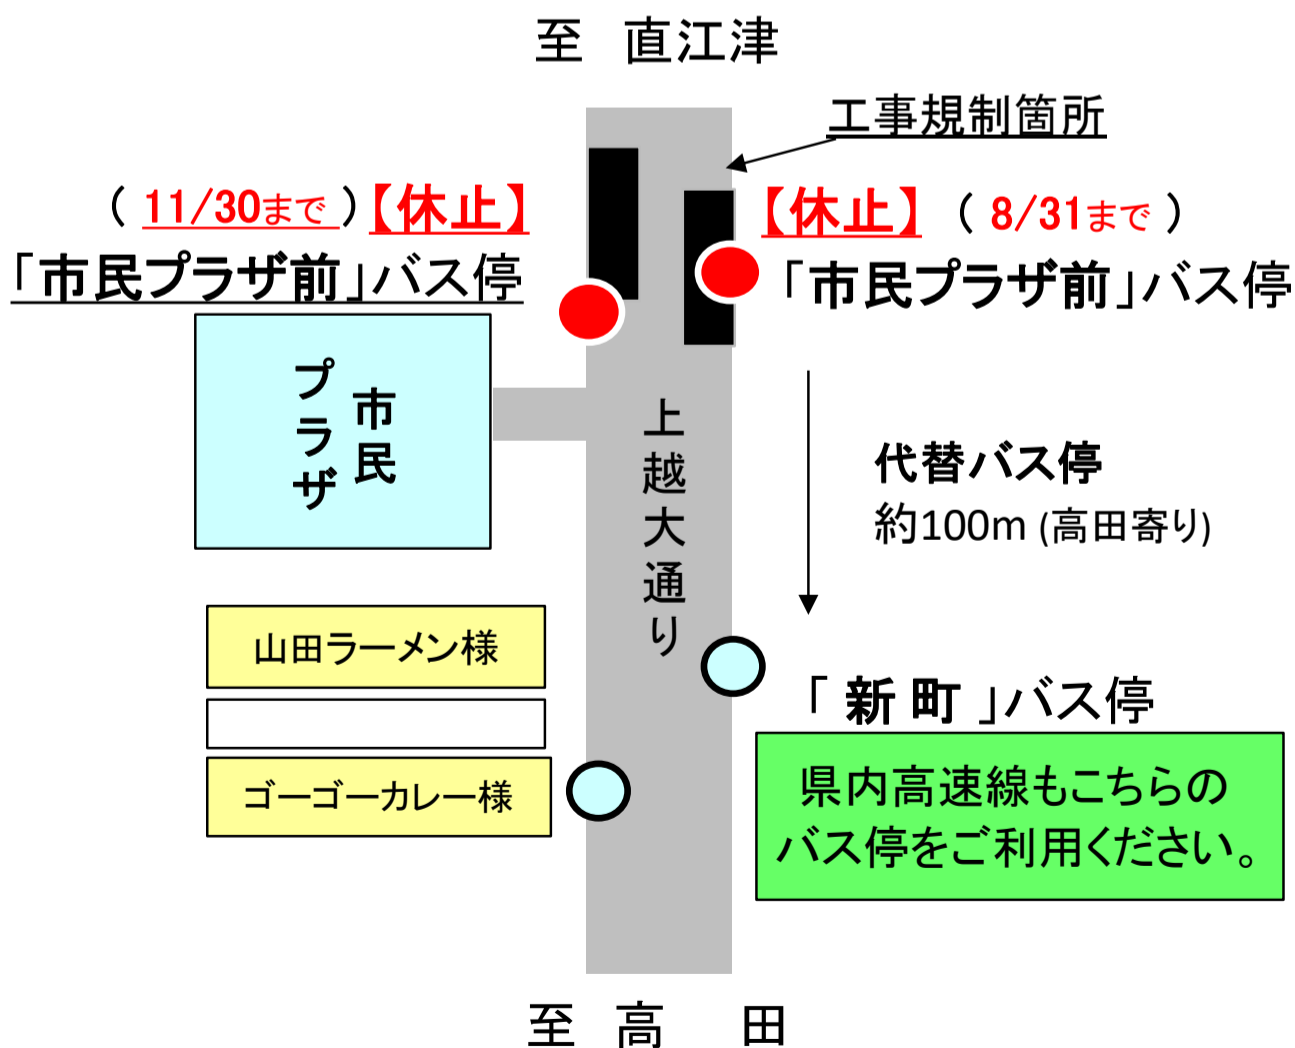 至 直江津
工事規制箇所
( 11/30まで )【休止】
「市民プラザ前」バス停
【休止】 ( 8/31まで )
「市民プラザ前」バス停
市民
プラザ
上越大通り
代替バス停
約100m (高田寄り)
山田ラーメン様
「 新 町 」バス停
ゴーゴーカレー様
県内高速線もこちらの
バス停をご利用ください。
至 高 田